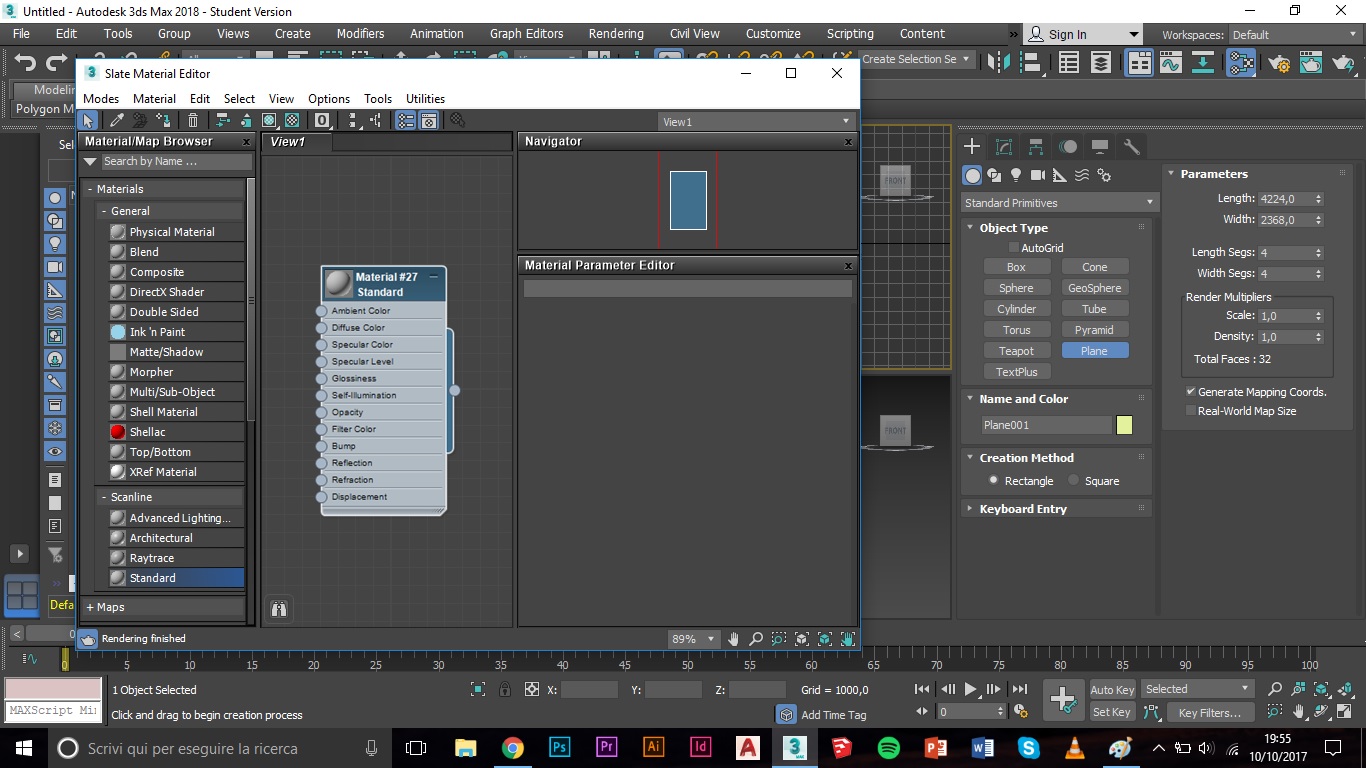 Untitled - Autodesk 3ds Max 2018 - Student Version
File Edit Tools Group Views Create Modifiers Animation Graph Editors Rendering Civil View Customize Scripting Content » Sign In Workspaces: Default
Create Selection Se
Slate Material Editor
Modes Material Edit Select View Options Tools Utilities
View1
Material/Map Browser x
Search by Name ...
- Materials
- General
Physical Material
Blend
Composite
DirectX Shader
Double Sided
Ink 'n Paint
Matte/Shadow
Morpher
Multi/Sub-Object
Shell Material
Shellac
Top/Bottom
XRef Material
- Scanline
Advanced Lighting...
Architectural
Raytrace
Standard
+ Maps
View1
Material #27
Standard
Ambient Color
Diffuse Color
Specular Color
Specular Level
Glossiness
Self-Illumination
Opacity
Filter Color
Bump
Reflection
Refraction
Displacement
Navigator x
Material Parameter Editor x
Rendering finished
89%
Modelin
Polygon M
Sel
Defa
FRONT
FRONT
Standard Primitives
Object Type
AutoGrid
Box Cone
Sphere GeoSphere
Cylinder Tube
Torus Pyramid
Teapot Plane
TextPlus
Name and Color
Plane001
Creation Method
Rectangle Square
Keyboard Entry
Parameters
Length: 4224,0
Width: 2368,0
Length Segs: 4
Width Segs: 4
Render Multipliers
Scale: 1,0
Density: 1,0
Total Faces : 32
Generate Mapping Coords.
Real-World Map Size
< 0
0 5 10 15 20 25 30 35 40 45 50 55 60 65 70 75 80 85 90 95 100
1 Object Selected X: Y: Z: Grid = 1000,0 Auto Key Selected
MAXScript Mi
Click and drag to begin creation process Add Time Tag 0 Set Key Key Filters...
Scrivi qui per eseguire la ricerca
Ps Pr Ai Id A 3 MAX P W S
19:55
10/10/2017